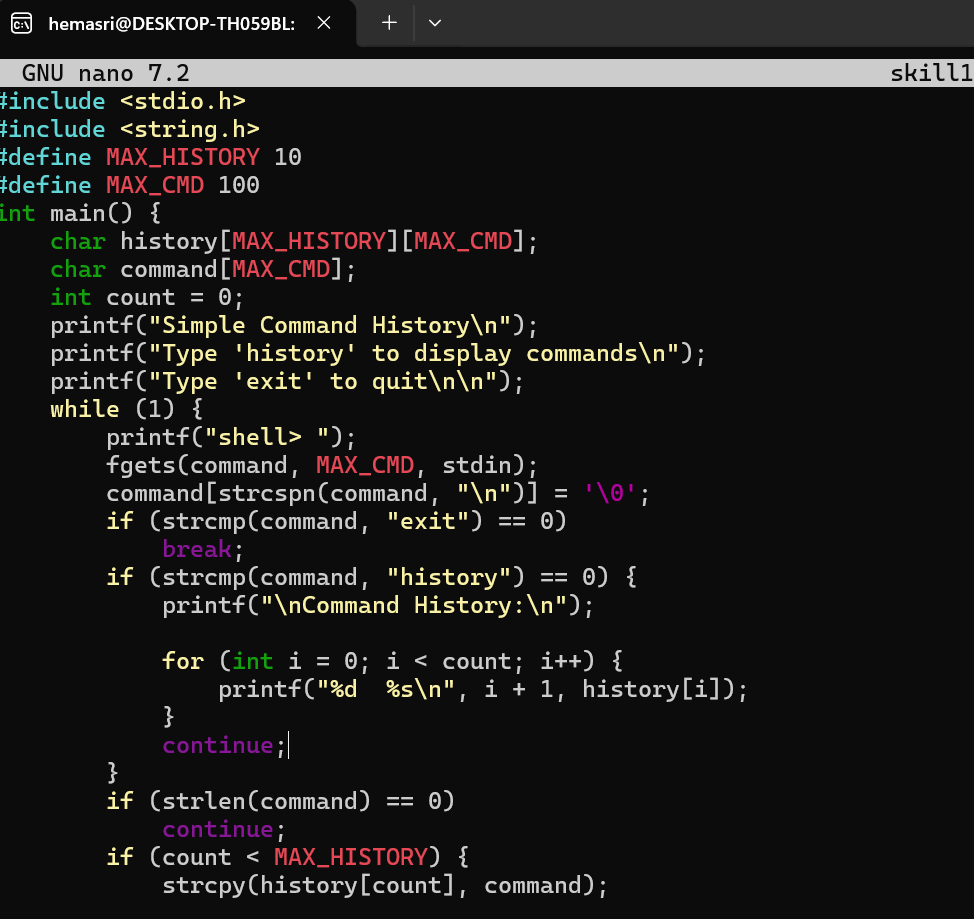 hemasri@DESKTOP-TH059BL:
GNU nano 7.2 skill1
#include <stdio.h>
#include <string.h>
#define MAX_HISTORY 10
#define MAX_CMD 100
int main() {
    char history[MAX_HISTORY][MAX_CMD];
    char command[MAX_CMD];
    int count = 0;
    printf("Simple Command History\n");
    printf("Type 'history' to display commands\n");
    printf("Type 'exit' to quit\n\n");
    while (1) {
        printf("shell> ");
        fgets(command, MAX_CMD, stdin);
        command[strcspn(command, "\n")] = '\0';
        if (strcmp(command, "exit") == 0)
            break;
        if (strcmp(command, "history") == 0) {
            printf("\nCommand History:\n");

            for (int i = 0; i < count; i++) {
                printf("%d  %s\n", i + 1, history[i]);
            }
            continue;
        }
        if (strlen(command) == 0)
            continue;
        if (count < MAX_HISTORY) {
            strcpy(history[count], command);